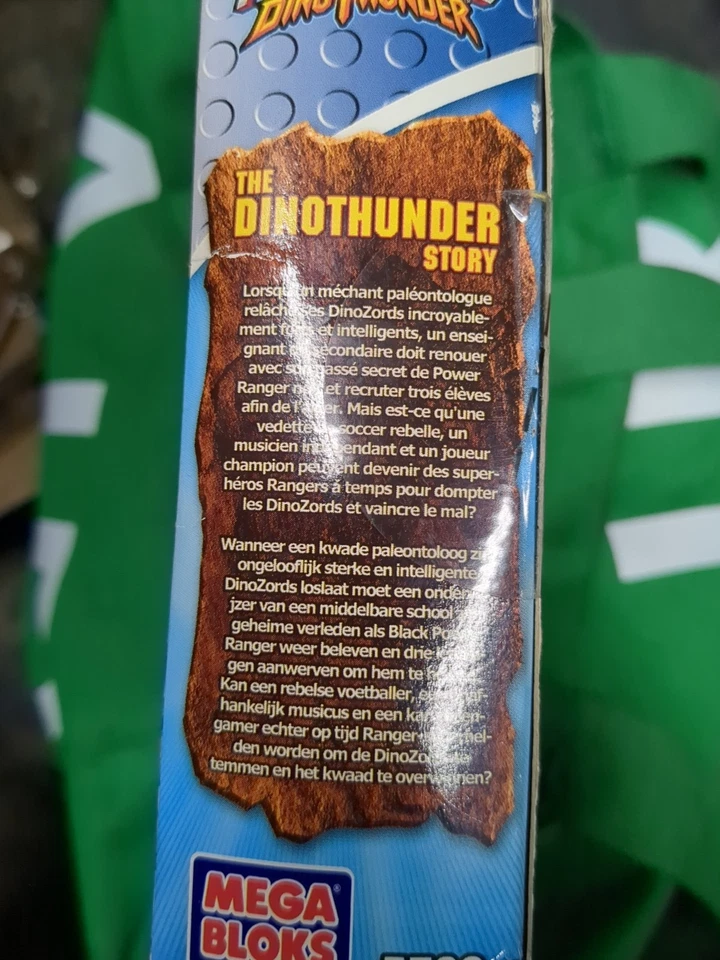 DINOTHUNDER
THE
DINOTHUNDER
STORY
méchant paléontologue
DinoZords incroyable-
ment et intelligents, un ensei-
gnant secondaire doit renouer
avec passé secret de Power
Ranger et recruter trois élèves
afin de Mais est-ce qu'une
vedette soccer rebelle, un
musicien et un joueur
champion peuvent devenir des super-
héros Rangers à temps pour dompter
les DinoZords et vaincre le mal?
Wanneer een kwade paleontoloog
ongelooflijk sterke en intelligente
DinoZords loslaat moet een
jzer van een middelbare school
geheime verleden als Black
Ranger weer beleven en drie
gen aanwerven om hem te
Kan een rebelse voetballer,
hankelijk musicus en een
gamer echter op tijd
den worden om de
temmen en het kwaad te overwinnen?
MEGA
BLOKS